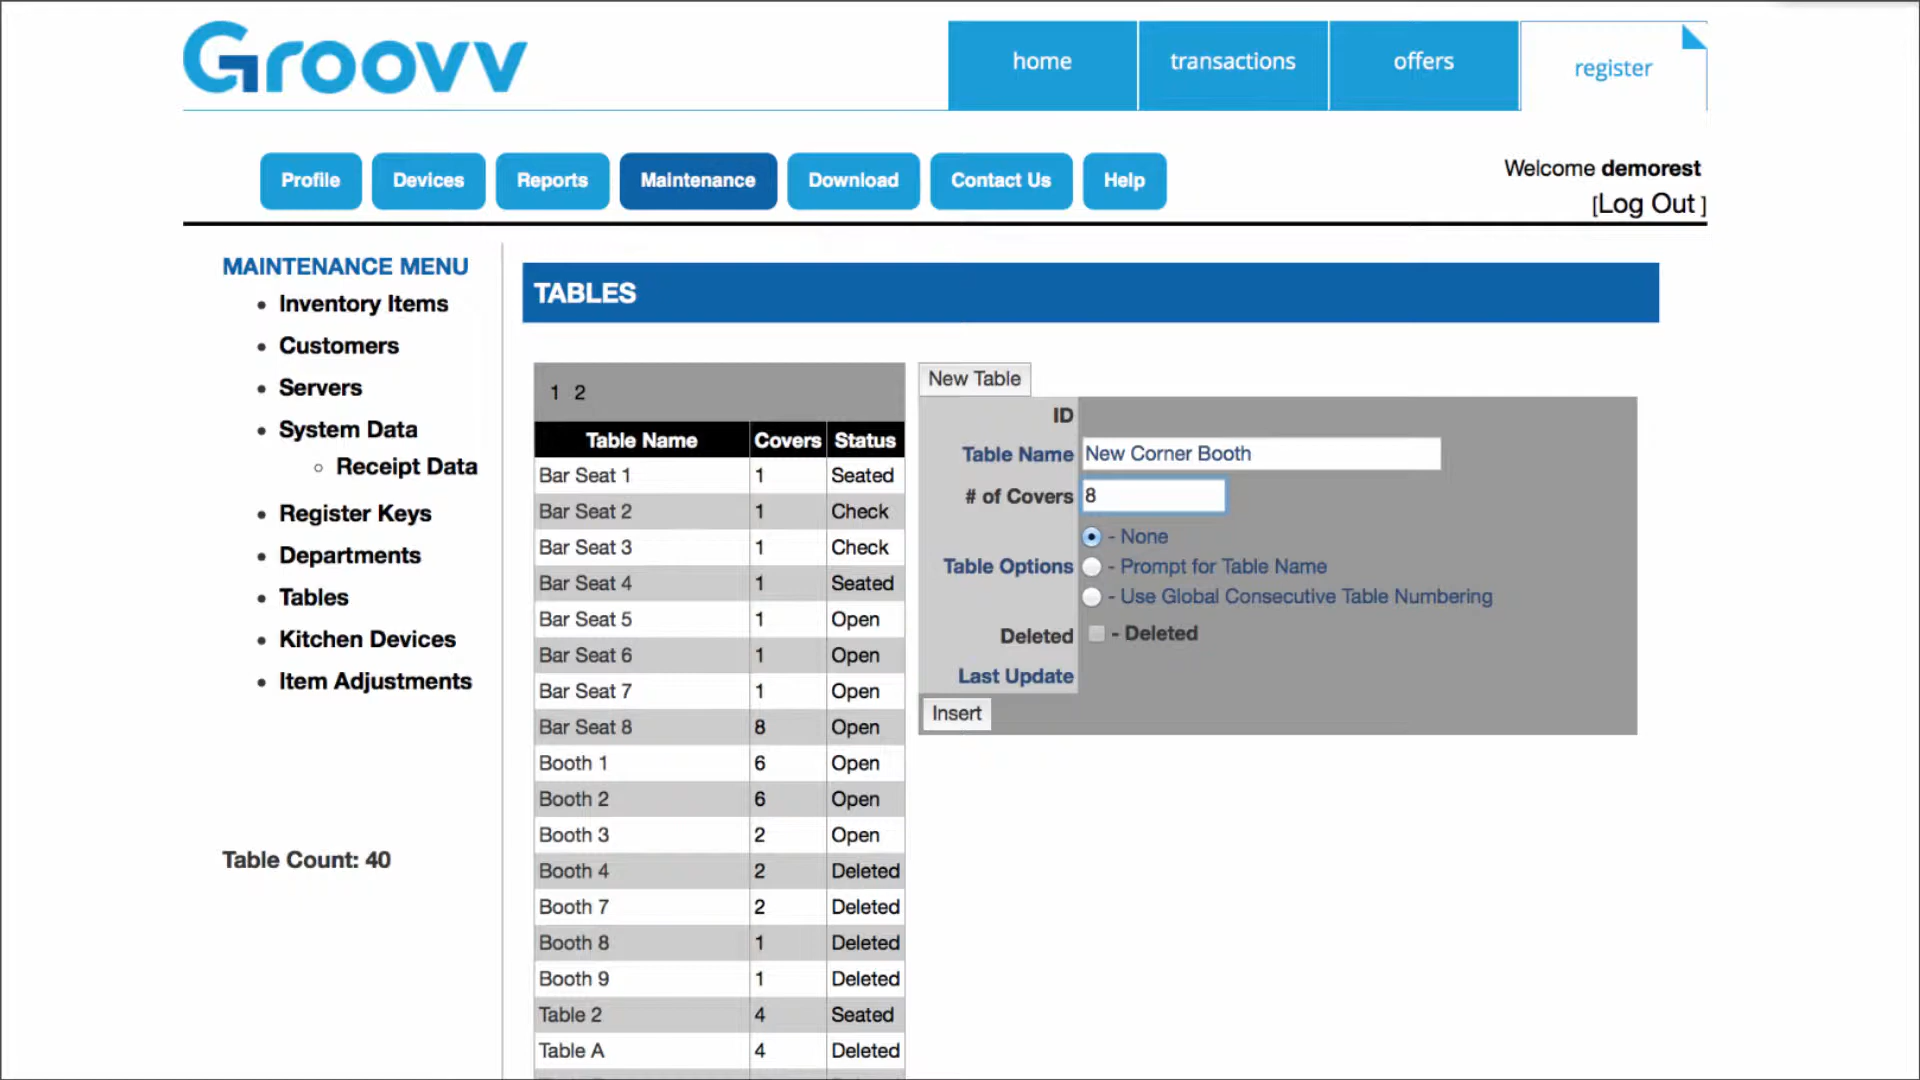 Groovv
home
transactions
offers
register
Profile
Devices
Reports
Maintenance
Download
Contact Us
Help
Welcome demorest
[Log Out ]
MAINTENANCE MENU
Inventory Items
Customers
Servers
System Data
Receipt Data
Register Keys
Departments
Tables
Kitchen Devices
Item Adjustments
Table Count: 40
TABLES
1 2
Table Name Covers Status
Bar Seat 1 1 Seated
Bar Seat 2 1 Check
Bar Seat 3 1 Check
Bar Seat 4 1 Seated
Bar Seat 5 1 Open
Bar Seat 6 1 Open
Bar Seat 7 1 Open
Bar Seat 8 8 Open
Booth 1 6 Open
Booth 2 6 Open
Booth 3 2 Open
Booth 4 2 Deleted
Booth 7 2 Deleted
Booth 8 1 Deleted
Booth 9 1 Deleted
Table 2 4 Seated
Table A 4 Deleted
New Table
ID
Table Name New Corner Booth
# of Covers 8
Table Options
- None
- Prompt for Table Name
- Use Global Consecutive Table Numbering
Deleted - Deleted
Last Update
Insert